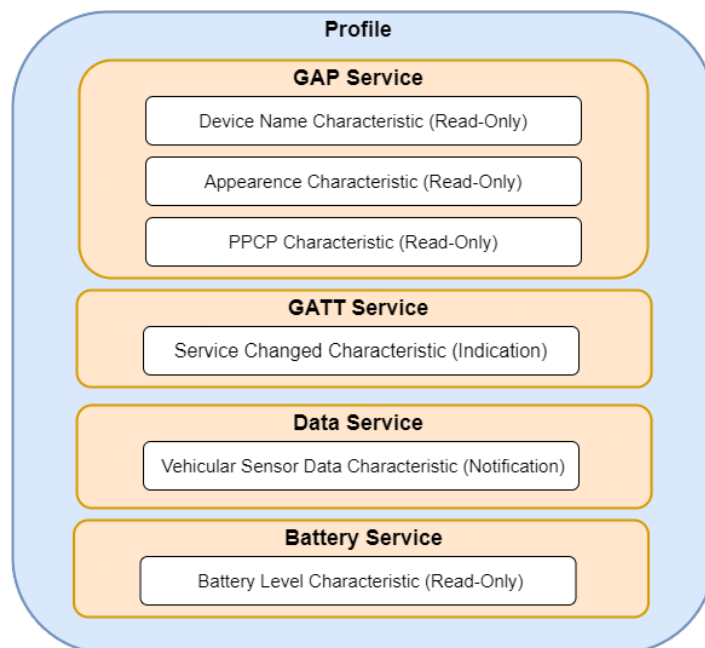 Profile
GAP Service
Device Name Characteristic (Read-Only)
Appearence Characteristic (Read-Only)
PPCP Characteristic (Read-Only)
GATT Service
Service Changed Characteristic (Indication)
Data Service
Vehicular Sensor Data Characteristic (Notification)
Battery Service
Battery Level Characteristic (Read-Only)